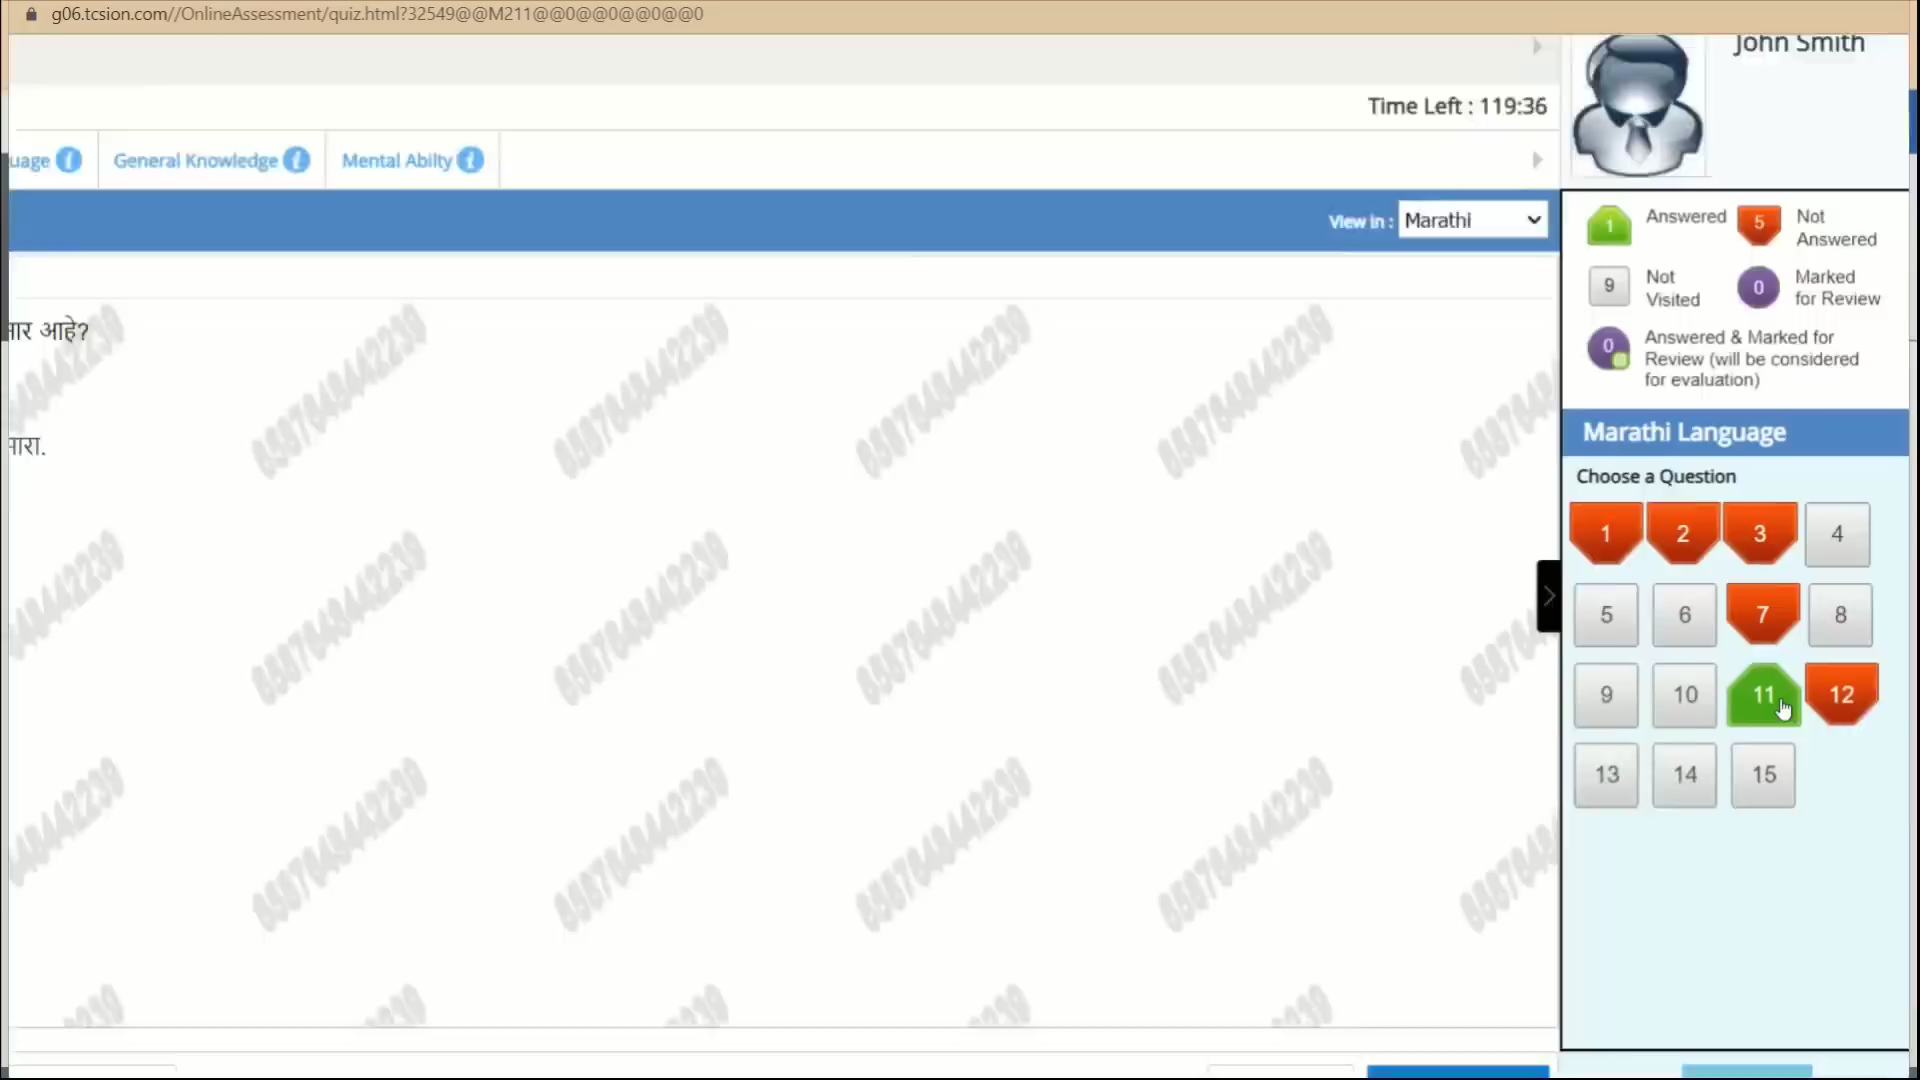 g06.tcsion.com//OnlineAssessment/quiz.html?32549@@M211@@0@@0@@0@@0
John Smith
Time Left : 119:36
uage i General Knowledge i Mental Abilty i
View in : Marathi
1 Answered 5 Not Answered
9 Not Visited 0 Marked for Review
0 Answered & Marked for Review (will be considered for evaluation)
आहे?
Marathi Language
Choose a Question
1 2 3 4
5 6 7 8
9 10 11 12
13 14 15